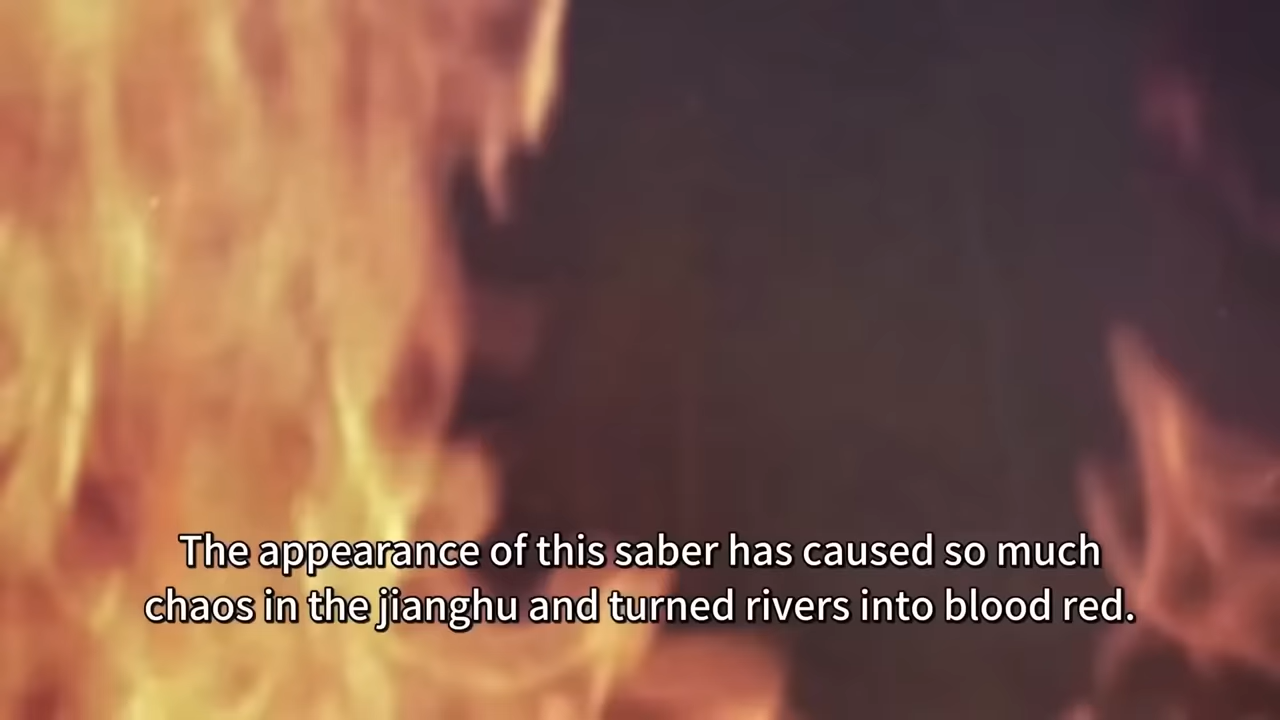 The appearance of this saber has caused so much
chaos in the jianghu and turned rivers into blood red.